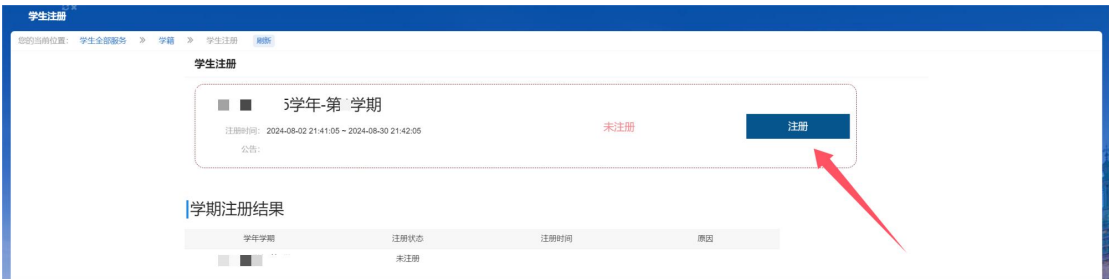 学生注册
您的当前位置: 学生全部服务 » 学籍 » 学生注册 刷新
学生注册
5学年-第 学期
注册时间: 2024-08-02 21:41:05 ~ 2024-08-30 21:42:05
未注册
注册
公告:
学期注册结果
学年学期 注册状态 注册时间 原因
未注册